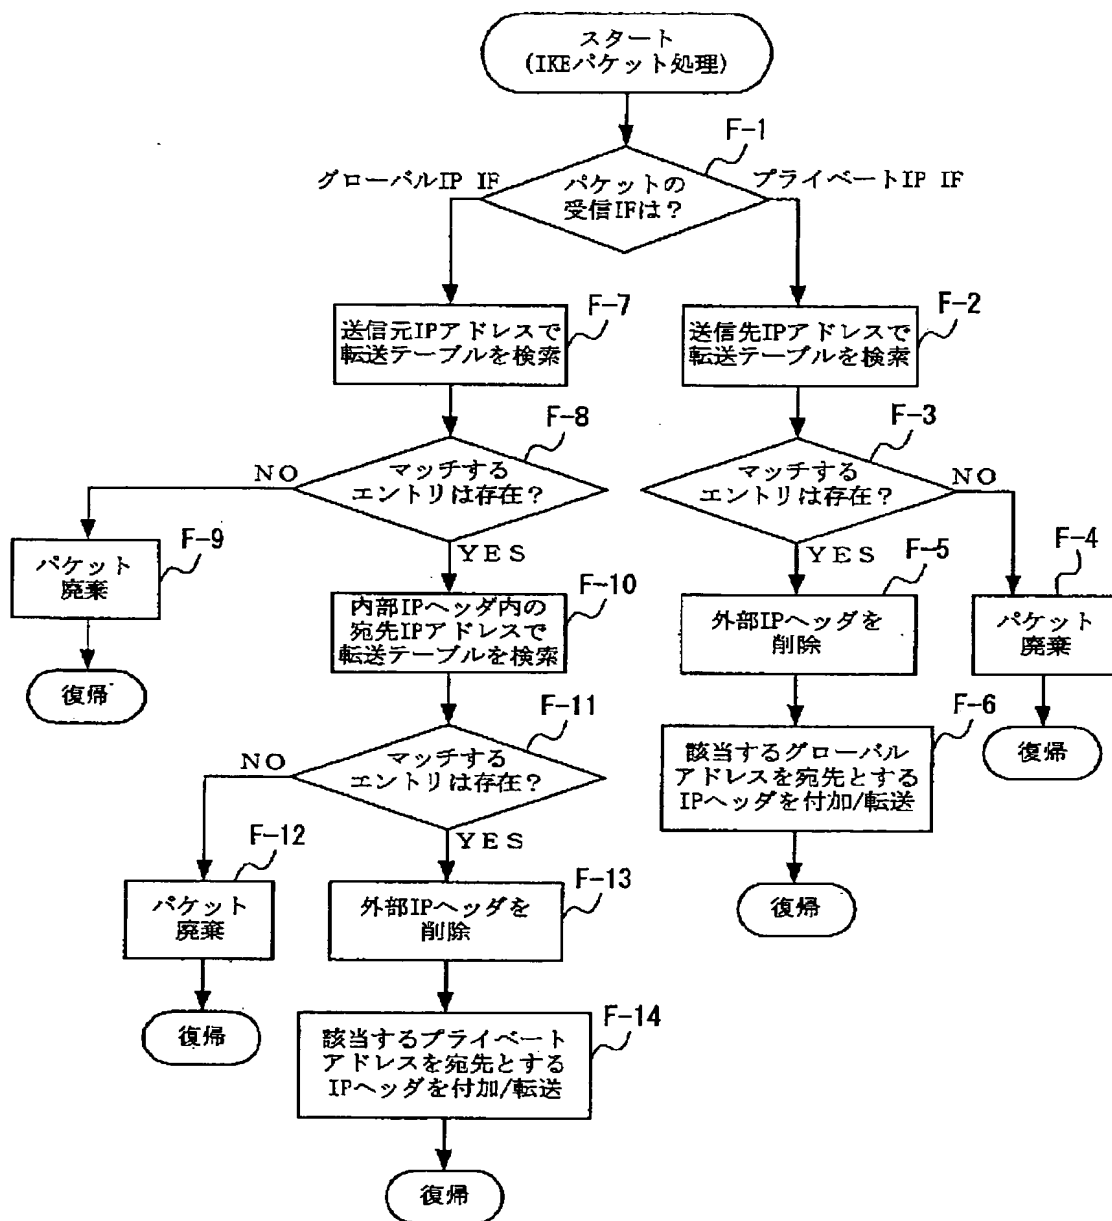 スタート
(IKEパケット処理)
F-1
グローバルIP IF
プライベートIP IF
パケットの
受信IFは?
F-7
F-2
送信元IPアドレスで
転送テーブルを検索
送信先IPアドレスで
転送テーブルを検索
F-8
F-3
NO
マッチする
エントリは存在?
マッチする
エントリは存在?
NO
F-9
YES
YES
F-5
F-4
パケット
廃棄
F-10
内部IPヘッダ内の
宛先IPアドレスで
転送テーブルを検索
外部IPヘッダを
削除
パケット
廃棄
復帰
F-11
F-6
NO
マッチする
エントリは存在?
該当するグローバル
アドレスを宛先とする
IPヘッダを付加/転送
復帰
F-12
YES
F-13
パケット
廃棄
外部IPヘッダを
削除
復帰
復帰
F-14
該当するプライベート
アドレスを宛先とする
IPヘッダを付加/転送
復帰